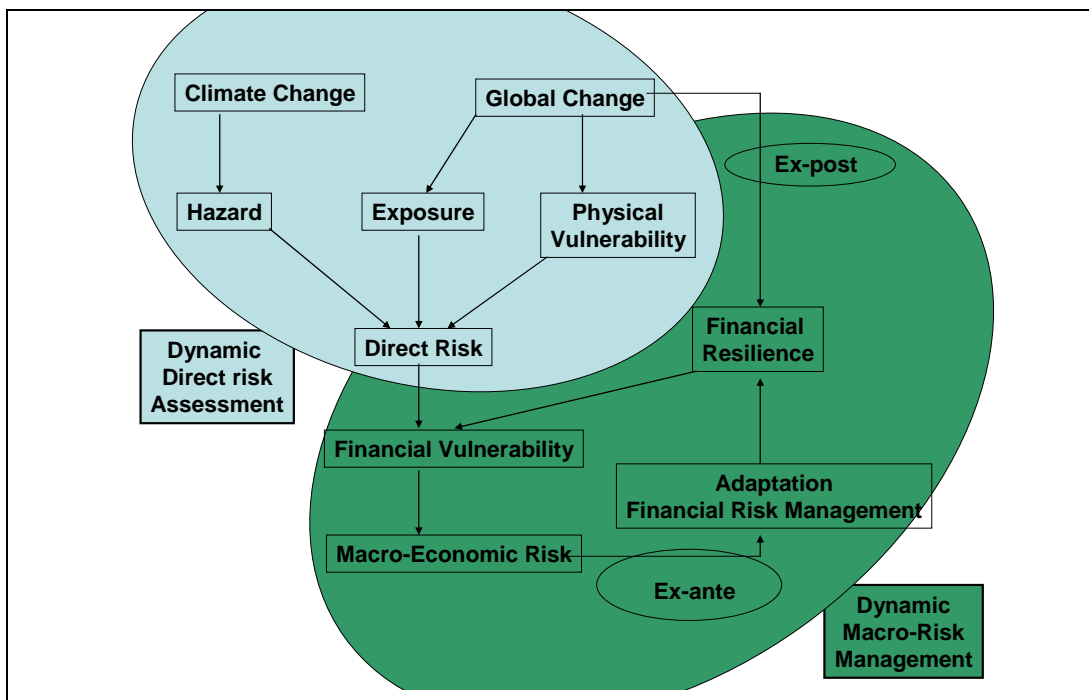 Climate Change
Global Change
Ex-post
Hazard
Exposure
Physical
Vulnerability
Direct Risk
Financial
Resilience
Dynamic
Direct risk
Assessment
Financial Vulnerability
Adaptation
Financial Risk Management
Macro-Economic Risk
Ex-ante
Dynamic
Macro-Risk
Management